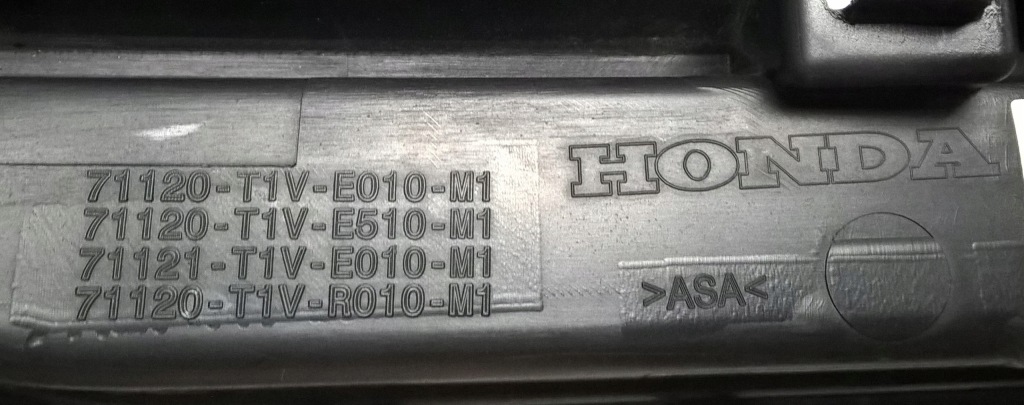 HONDA
71120-T1V-E010-M1
71120-T1V-E510-M1
71121-T1V-E010-M1
71120-T1V-R010-M1
>ASA<